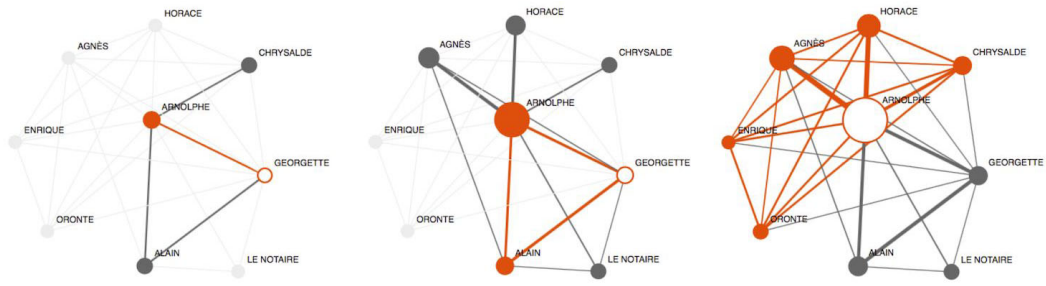 HORACE
AGNÈS
CHRYSALDE
ARNOLPHE
ENRIQUE
GEORGETTE
ORONTE
ALAIN
LE NOTAIRE
HORACE
AGNÈS
CHRYSALDE
ARNOLPHE
ENRIQUE
GEORGETTE
ORONTE
ALAIN
LE NOTAIRE
HORACE
AGNÈS
CHRYSALDE
ARNOLPHE
ENRIQUE
GEORGETTE
ORONTE
ALAIN
LE NOTAIRE